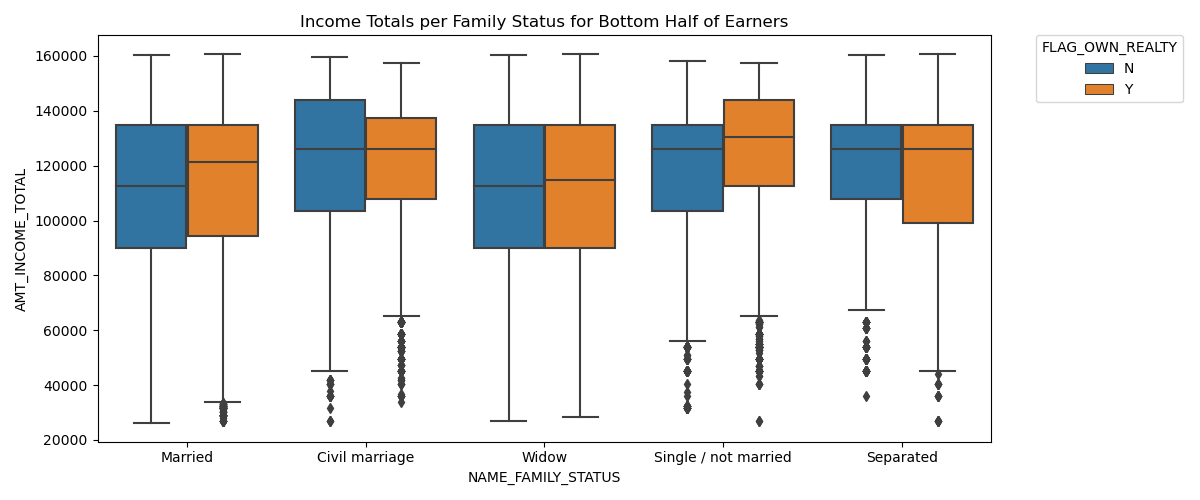 Income Totals per Family Status for Bottom Half of Earners
AMT_INCOME_TOTAL
160000
140000
120000
100000
80000
60000
40000
20000
Married
Civil marriage
Widow
Single / not married
Separated
NAME_FAMILY_STATUS
FLAG_OWN_REALTY
N
Y